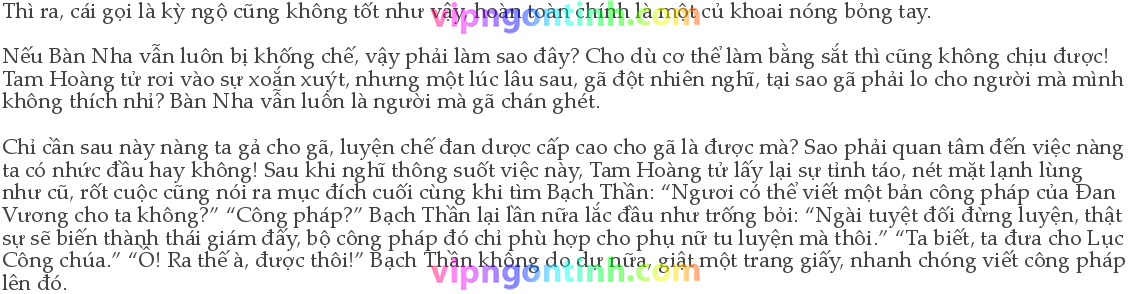 Thì ra, cái gọi là kỳ ngộ cũng không tốt như vậy, hoàn toàn chính là một củ khoai nóng bỏng tay.
vipngontinh.com
Nếu Bàn Nha vẫn luôn bị khống chế, vậy phải làm sao đây? Cho dù cơ thể làm bằng sắt thì cũng không chịu được!
Tam Hoàng tử rơi vào sự xoắn xuýt, nhưng một lúc lâu sau, gã đột nhiên nghĩ, tại sao gã phải lo cho người mà mình
không thích nhỉ? Bàn Nha vẫn luôn là người mà gã chán ghét.
Chỉ cần sau này nàng ta gả cho gã, luyện chế đan dược cấp cao cho gã là được mà? Sao phải quan tâm đến việc nàng
ta có nhức đầu hay không! Sau khi nghĩ thông suốt việc này, Tam Hoàng tử lấy lại sự tỉnh táo, nét mặt lạnh lùng
như cũ, rốt cuộc cũng nói ra mục đích cuối cùng khi tìm Bạch Thần: “Ngươi có thể viết một bản công pháp của Đan
Vương cho ta không?” “Công pháp?” Bạch Thần lại lần nữa lắc đầu như trống bỏi: “Ngài tuyệt đối đừng luyện, thật
sự sẽ biến thành thái giám đấy, bộ công pháp đó chỉ phù hợp cho phụ nữ tu luyện mà thôi.” “Ta biết, ta đưa cho Lục
Công chúa.” “Ồ! Ra thế à, được thôi!” Bạch Thần không do dự nữa, giật một trang giấy, nhanh chóng viết công pháp
lên đó.
vipngontinh.com